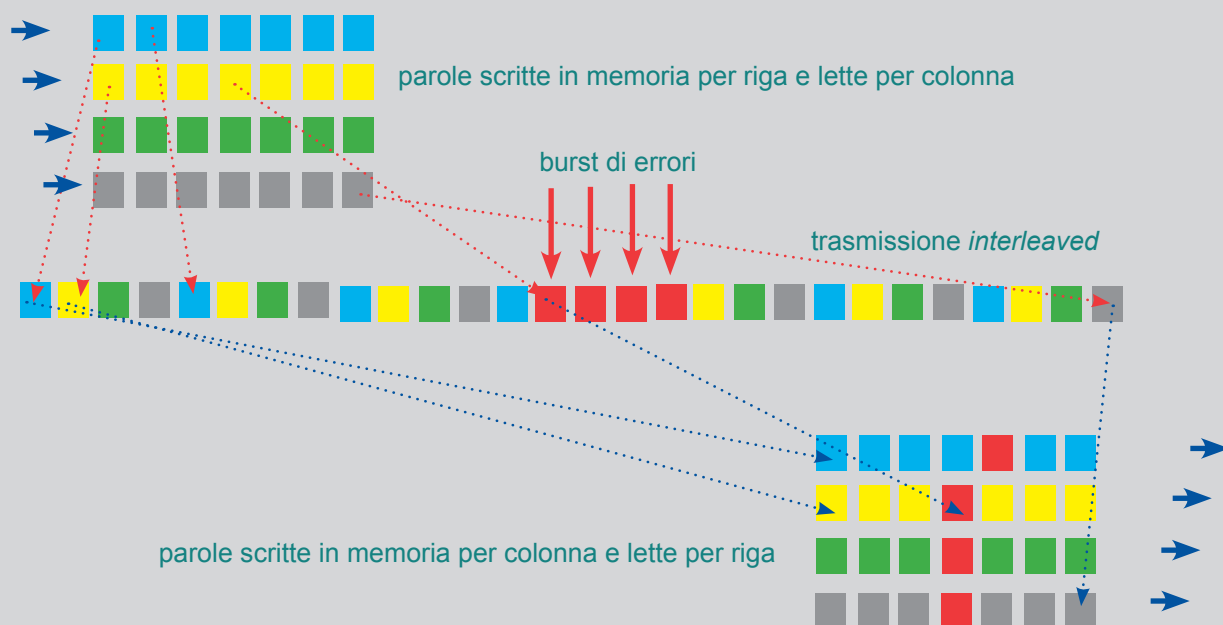 parole scritte in memoria per riga e lette per colonna
burst di errori
trasmissione interleaved
parole scritte in memoria per colonna e lette per riga